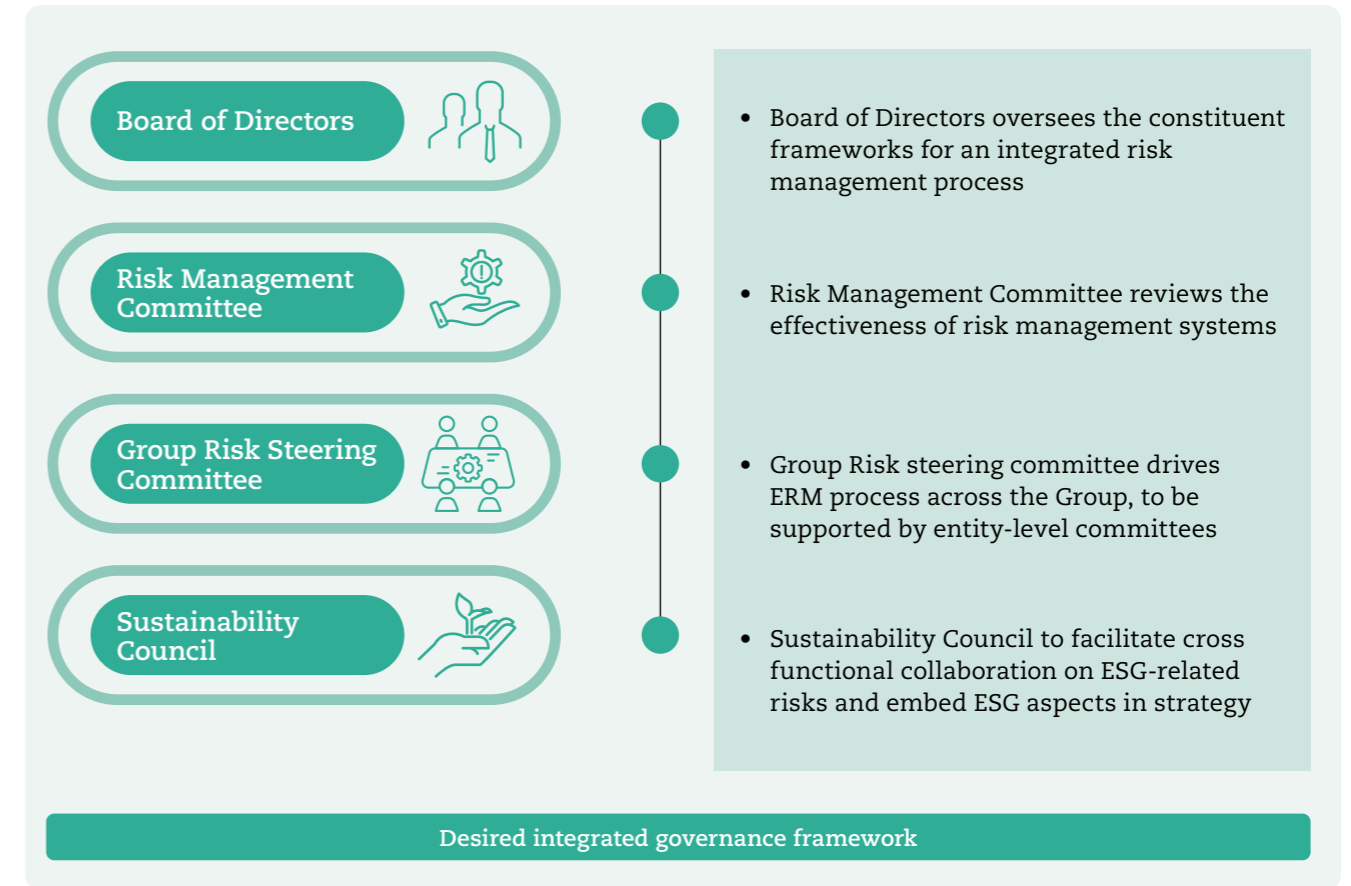 Board of Directors
• Board of Directors oversees the constituent
frameworks for an integrated risk
management process
Risk Management
Committee
• Risk Management Committee reviews the
effectiveness of risk management systems
Group Risk Steering
Committee
• Group Risk steering committee drives
ERM process across the Group, to be
supported by entity-level committees
Sustainability
Council
• Sustainability Council to facilitate cross
functional collaboration on ESG-related
risks and embed ESG aspects in strategy
Desired integrated governance framework